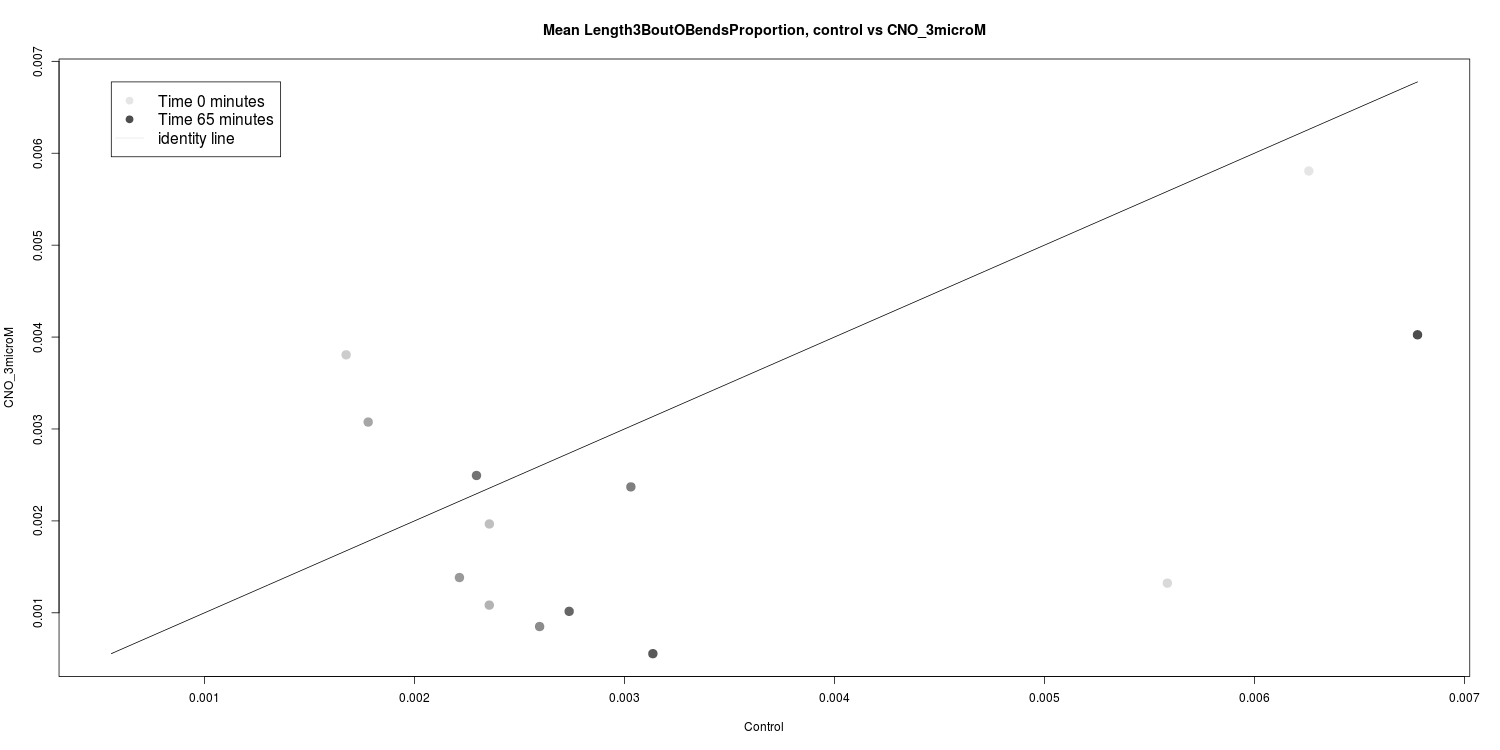 Mean Length3BoutOBendsProportion, control vs CNO_3microM
Time 0 minutes
Time 65 minutes
identity line
CNO_3microM
0.007
0.006
0.005
0.004
0.003
0.002
0.001
0.001
0.002
0.003
0.004
0.005
0.006
0.007
Control